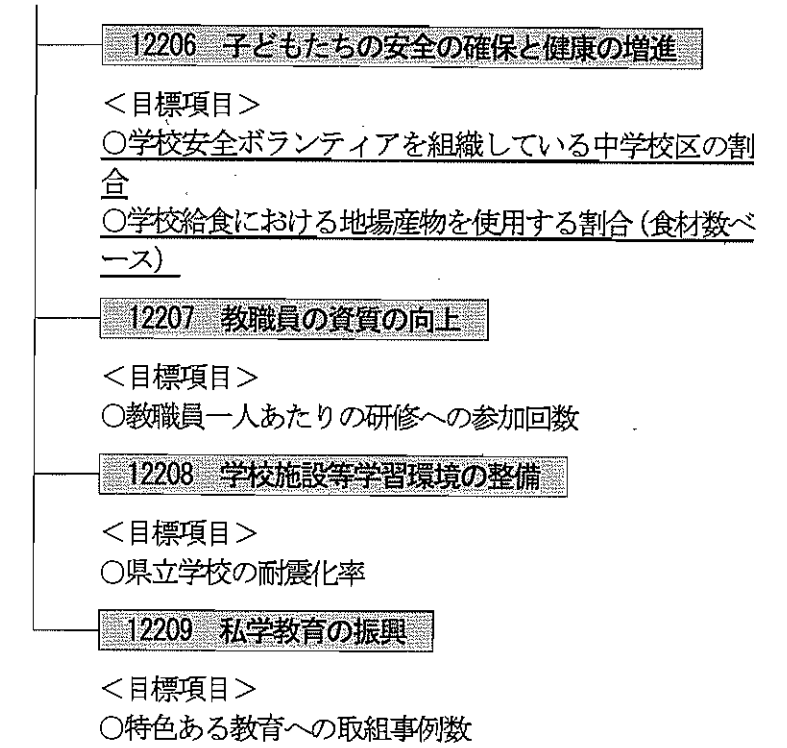 12206 子どもたちの安全の確保と健康の増進
＜目標項目＞
○学校安全ボランティアを組織している中学校区の割
合
○学校給食における地場産物を使用する割合（食材数ベ
ース）
12207 教職員の資質の向上
＜目標項目＞
○教職員一人あたりの研修への参加回数
12208 学校施設等学習環境の整備
＜目標項目＞
○県立学校の耐震化率
12209 私学教育の振興
＜目標項目＞
○特色ある教育への取組事例数